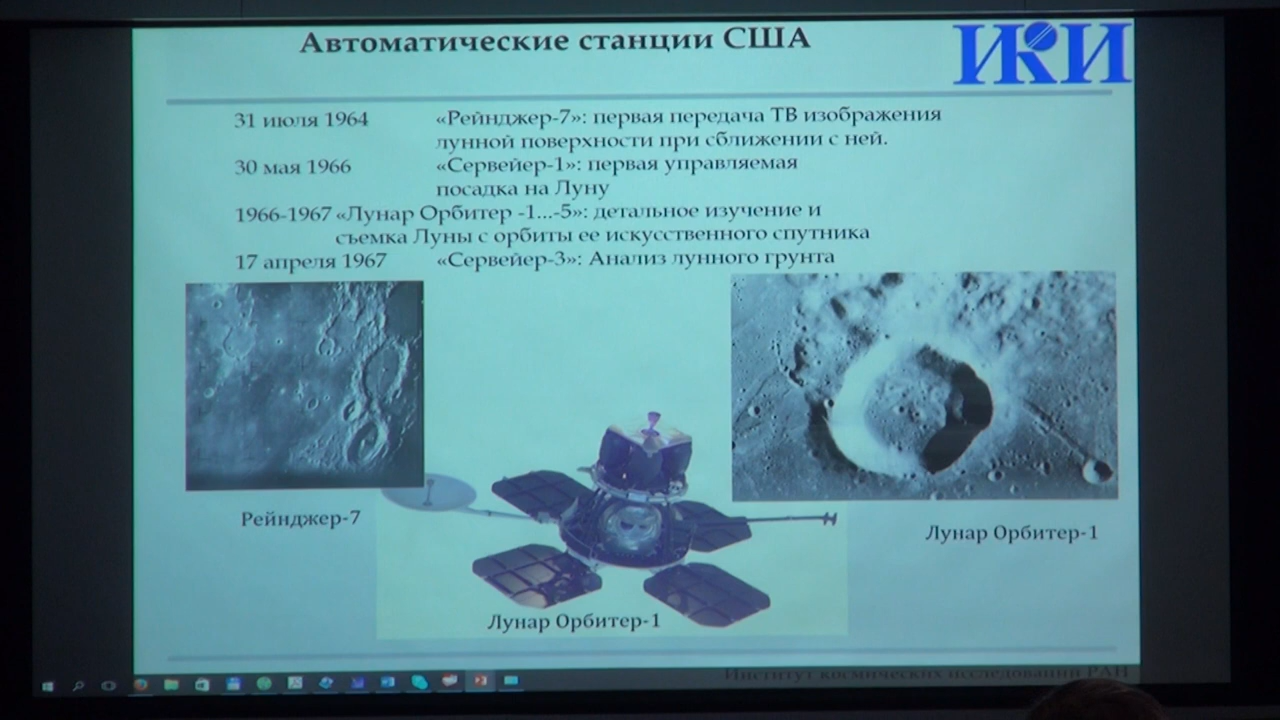 Автоматические станции США
ИКИ
31 июля 1964 «Рейнджер-7»: первая передача ТВ изображения
лунной поверхности при сближении с ней.
30 мая 1966 «Сервейер-1»: первая управляемая
посадка на Луну
1966-1967 «Лунар Орбитер -1...-5»: детальное изучение и
съемка Луны с орбиты ее искусственного спутника
17 апреля 1967 «Сервейер-3»: Анализ лунного грунта
Рейнджер-7
Лунар Орбитер-1
Лунар Орбитер-1
Институт космических исследований РАН